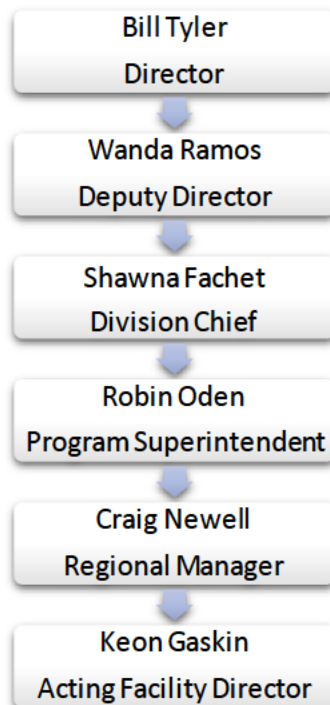 Bill Tyler
Director
Wanda Ramos
Deputy Director
Shawna Fachet
Division Chief
Robin Oden
Program Superintendent
Craig Newell
Regional Manager
Keon Gaskin
Acting Facility Director